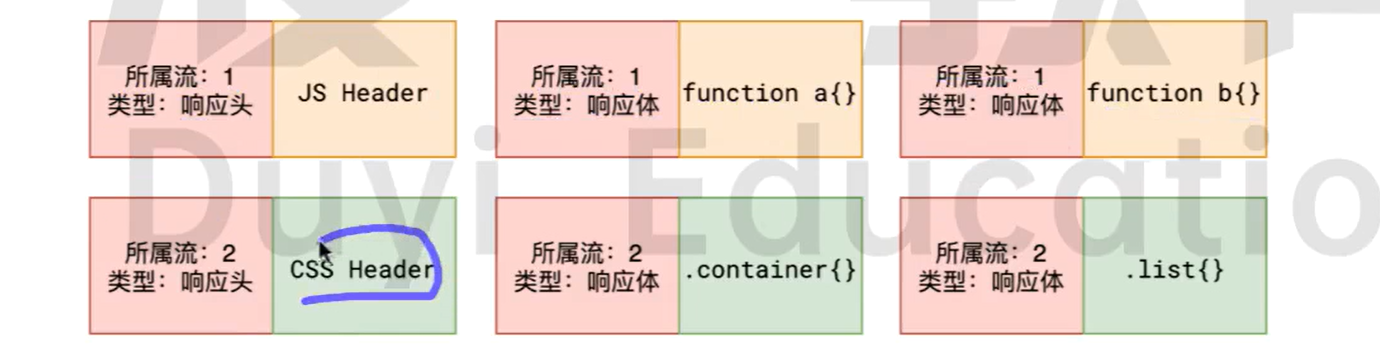 所属流：1
类型：响应头
JS Header
所属流：1
类型：响应体
function a{}
所属流：1
类型：响应体
function b{}
所属流：2
类型：响应头
CSS Header
所属流：2
类型：响应体
.container{}
所属流：2
类型：响应体
.list{}
Duyi Educatio